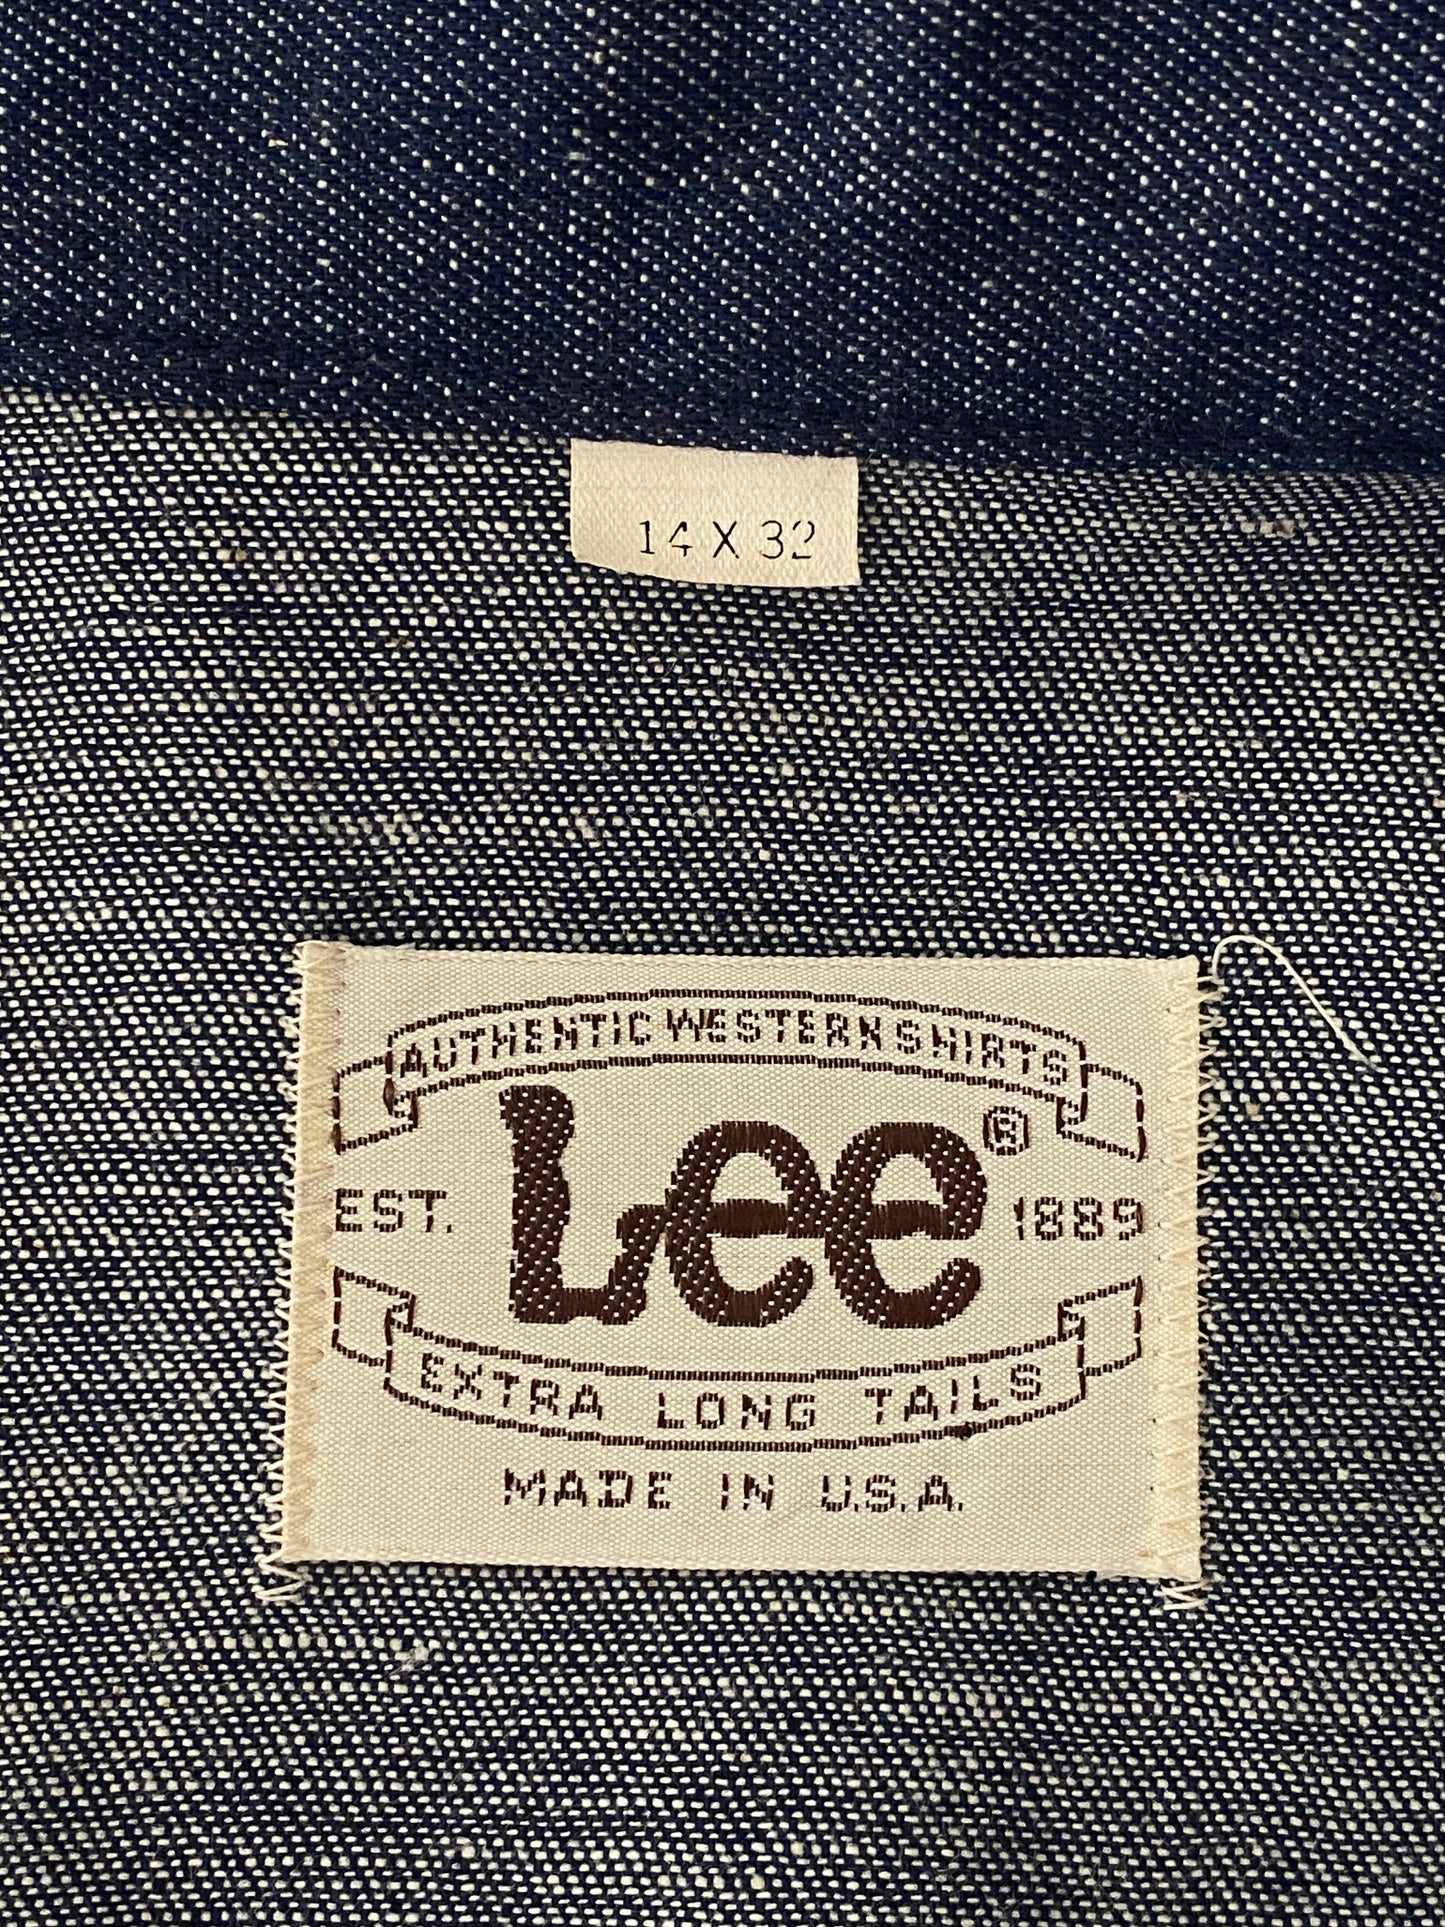 14 X 32
AUTHENTIC WESTERN SHIRTS
Lee®
EST. 1889
EXTRA LONG TAILS
MADE IN U.S.A.